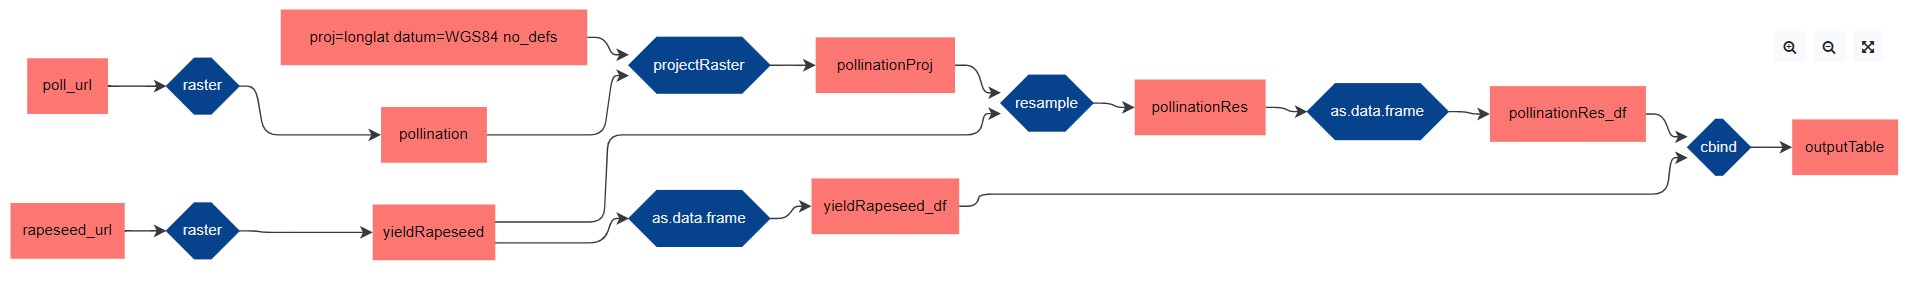 proj=longlat datum=WGS84 no_defs
poll_url
raster
pollination
projectRaster
pollinationProj
resample
pollinationRes
as.data.frame
pollinationRes_df
cbind
outputTable
rapeseed_url
raster
yieldRapeseed
as.data.frame
yieldRapeseed_df